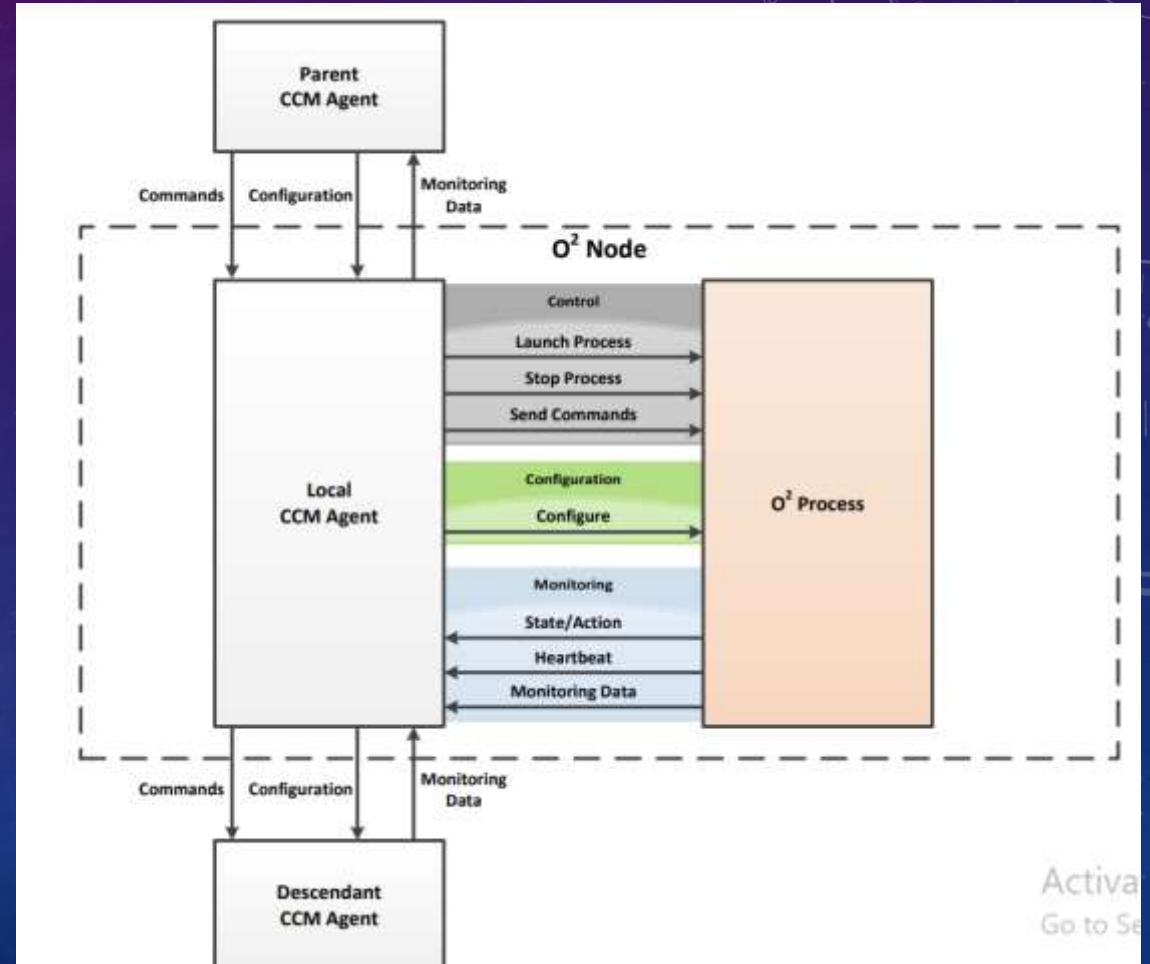 Parent
CCM Agent
Commands
Configuration
Monitoring
Data
O² Node
Control
Launch Process
Stop Process
Send Commands
Configuration
Configure
Local
CCM Agent
O² Process
Monitoring
State/Action
Heartbeat
Monitoring Data
Commands
Configuration
Monitoring
Data
Descendant
CCM Agent
Activa
Go to Se